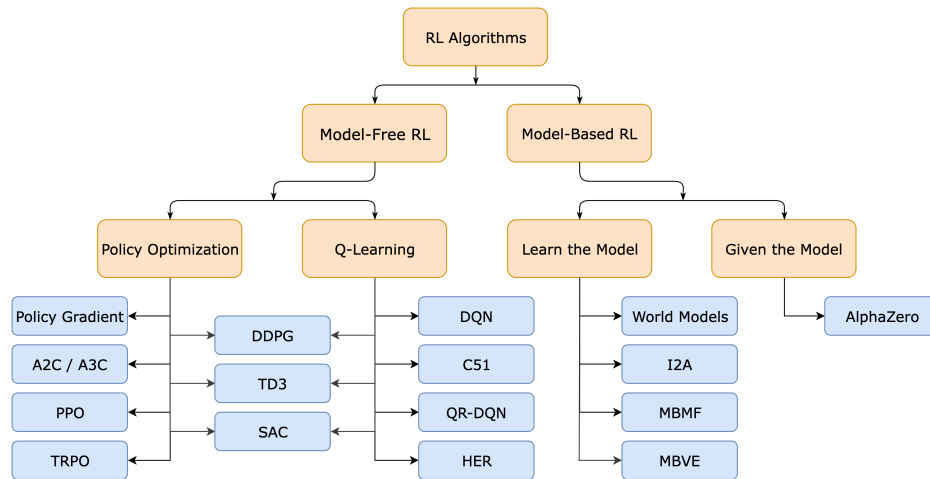 RL Algorithms
Model-Free RL
Model-Based RL
Policy Optimization
Q-Learning
Learn the Model
Given the Model
Policy Gradient
DDPG
DQN
World Models
AlphaZero
A2C / A3C
TD3
C51
I2A
PPO
SAC
QR-DQN
MBMF
TRPO
HER
MBVE